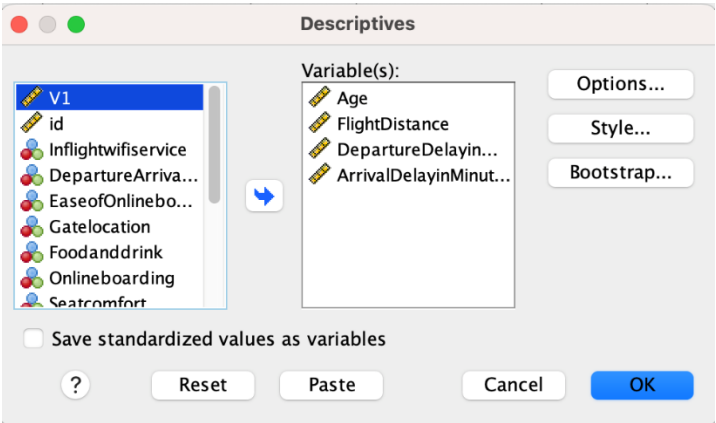 Descriptives
Variable(s):
V1
id
Inflightwifiservice
DepartureArriva...
EaseofOnlinebo...
Gatelocation
Foodanddrink
Onlineboarding
Seatcomfort
Age
FlightDistance
DepartureDelayin...
ArrivalDelayinMinut...
Options...
Style...
Bootstrap...
Save standardized values as variables
?
Reset
Paste
Cancel
OK